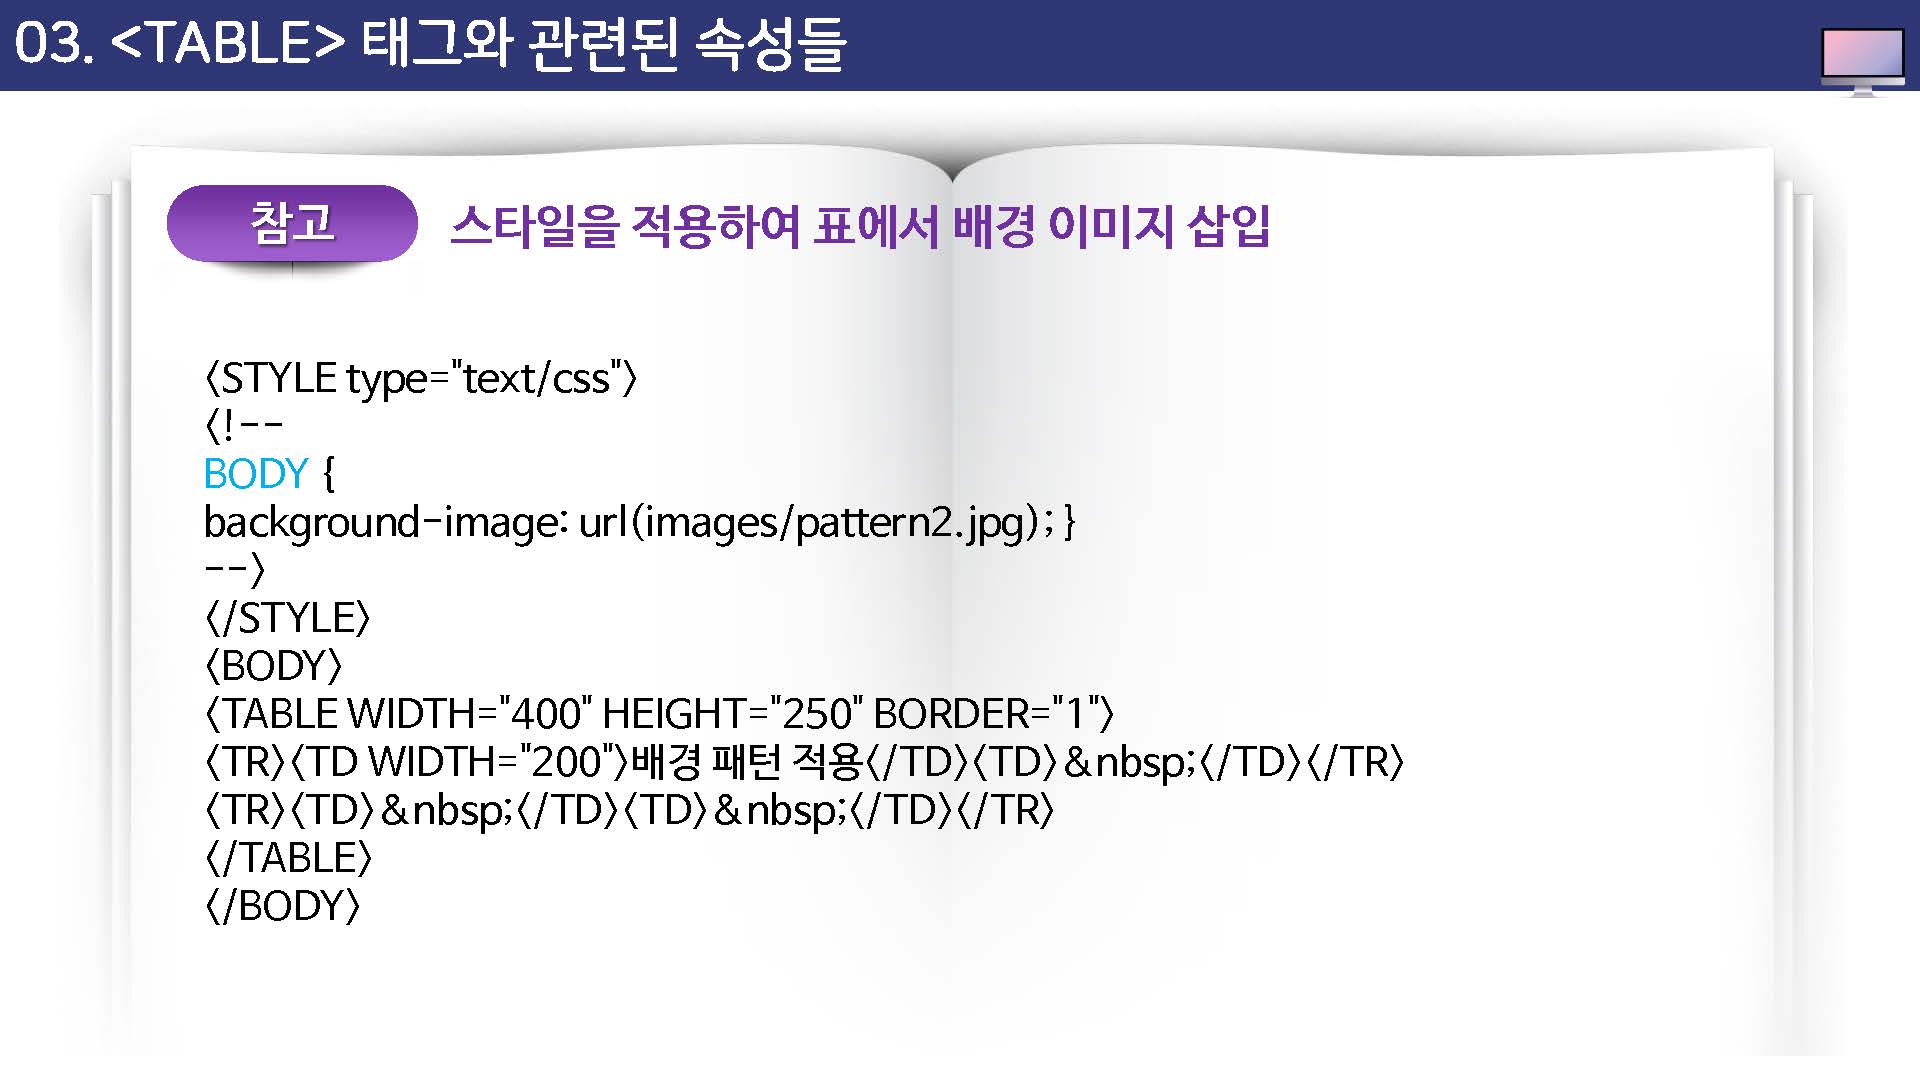 03. <TABLE> 태그와 관련된 속성들
참고 스타일을 적용하여 표에서 배경 이미지 삽입
<STYLE type="text/css">
<!--
BODY {
background-image: url(images/pattern2.jpg); }
-->
</STYLE>
<BODY>
<TABLE WIDTH="400" HEIGHT="250" BORDER="1">
<TR><TD WIDTH="200">배경 패턴 적용</TD><TD>&nbsp;</TD></TR>
<TR><TD>&nbsp;</TD><TD>&nbsp;</TD></TR>
</TABLE>
</BODY>